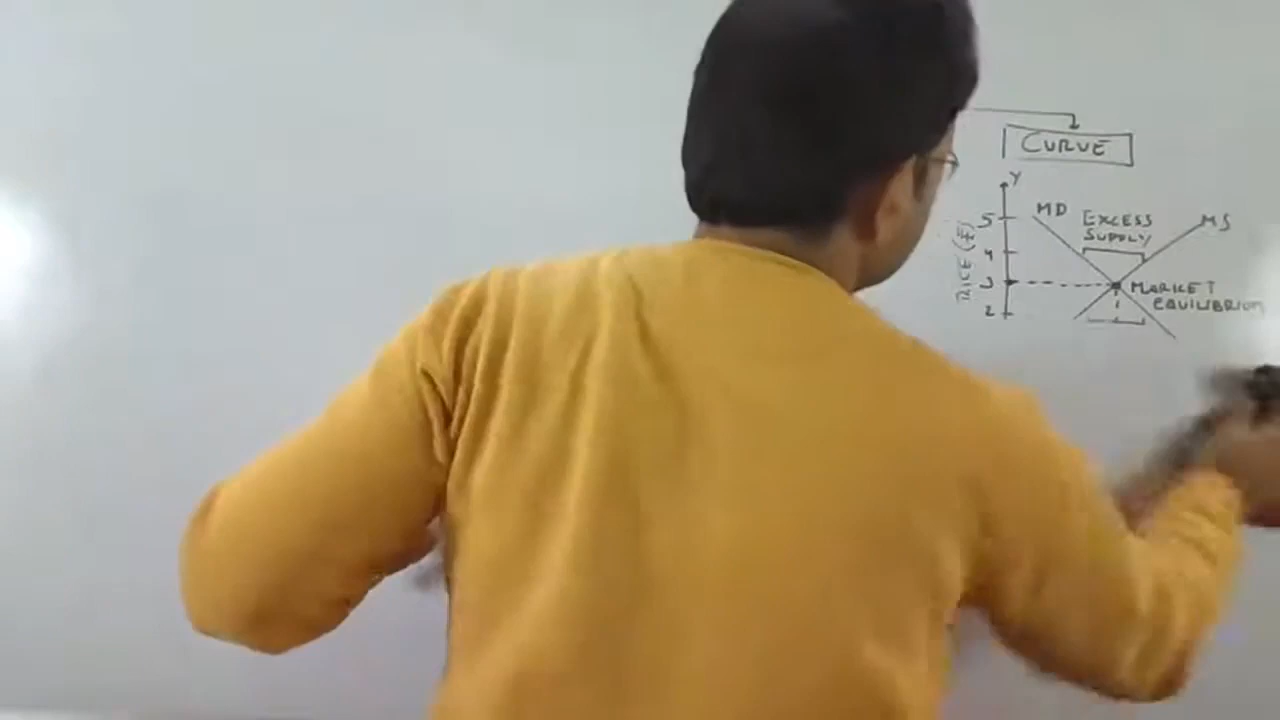 CURVE
Y
MD
EXCESS
SUPPLY
MS
5
4
3
2
MARKET
EQUILIBRIUM